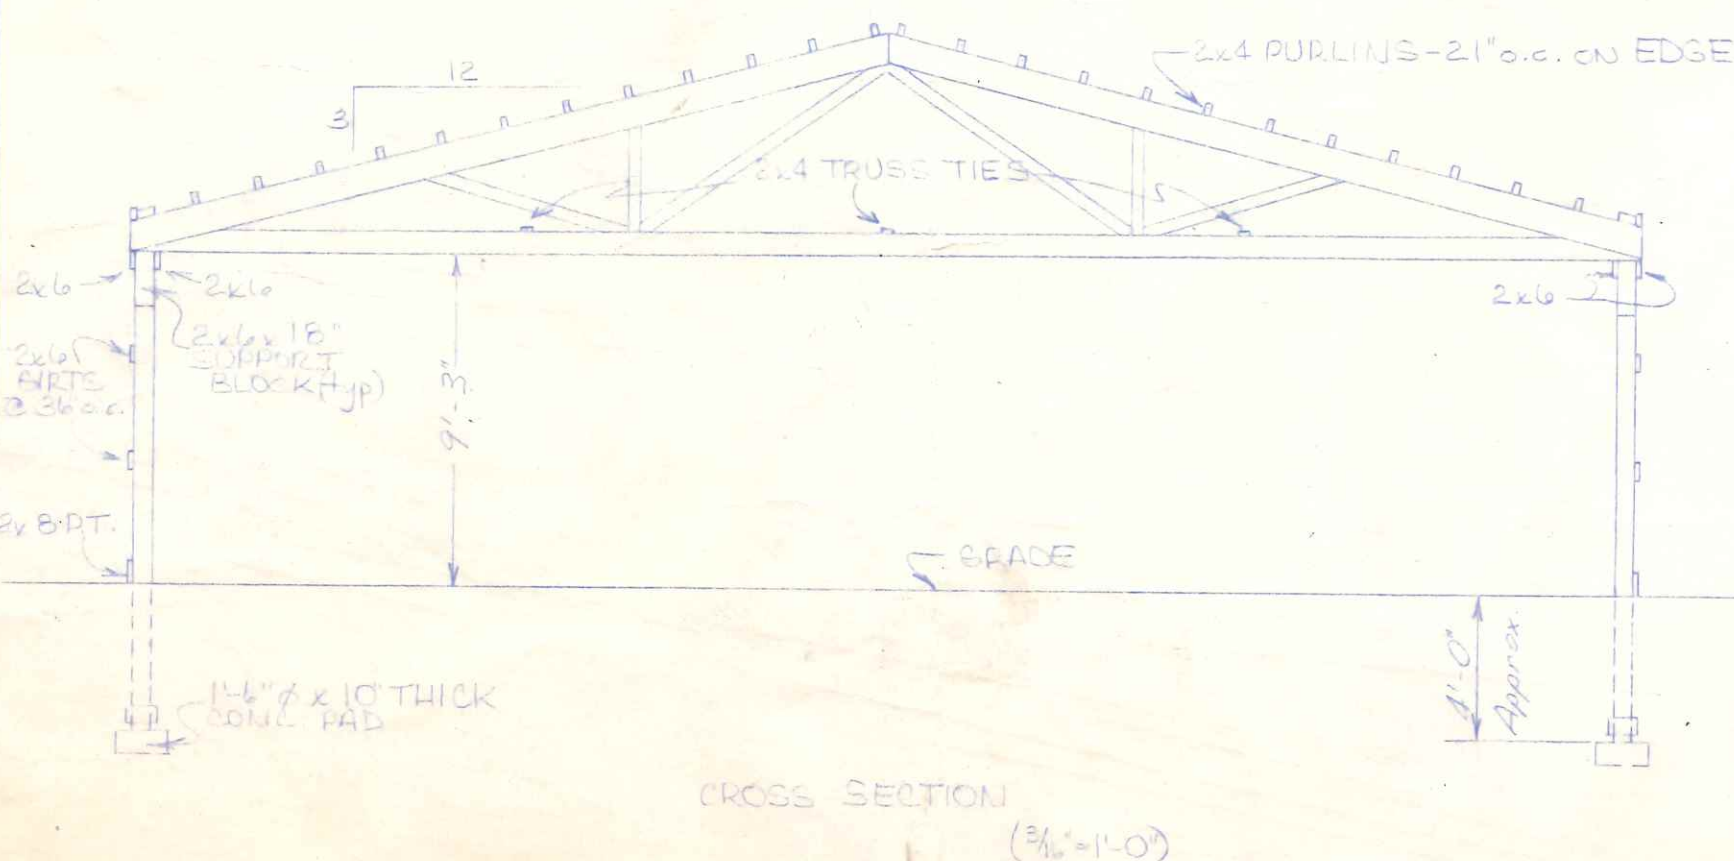 2x4 PURLINS-21" o.c. ON EDGE
12
3
2x4 TRUSS TIES
2x6
2x6
2x6
2x6x18"
SUPPORT
BLOCK (typ)
2x6
GIRTS
@ 36 o.c.
9'-3"
2x8 P.T.
GRADE
4'-0"
Approx.
1'-6" ø x 10" THICK
CONC. PAD
CROSS SECTION
(3/16"=1'-0")